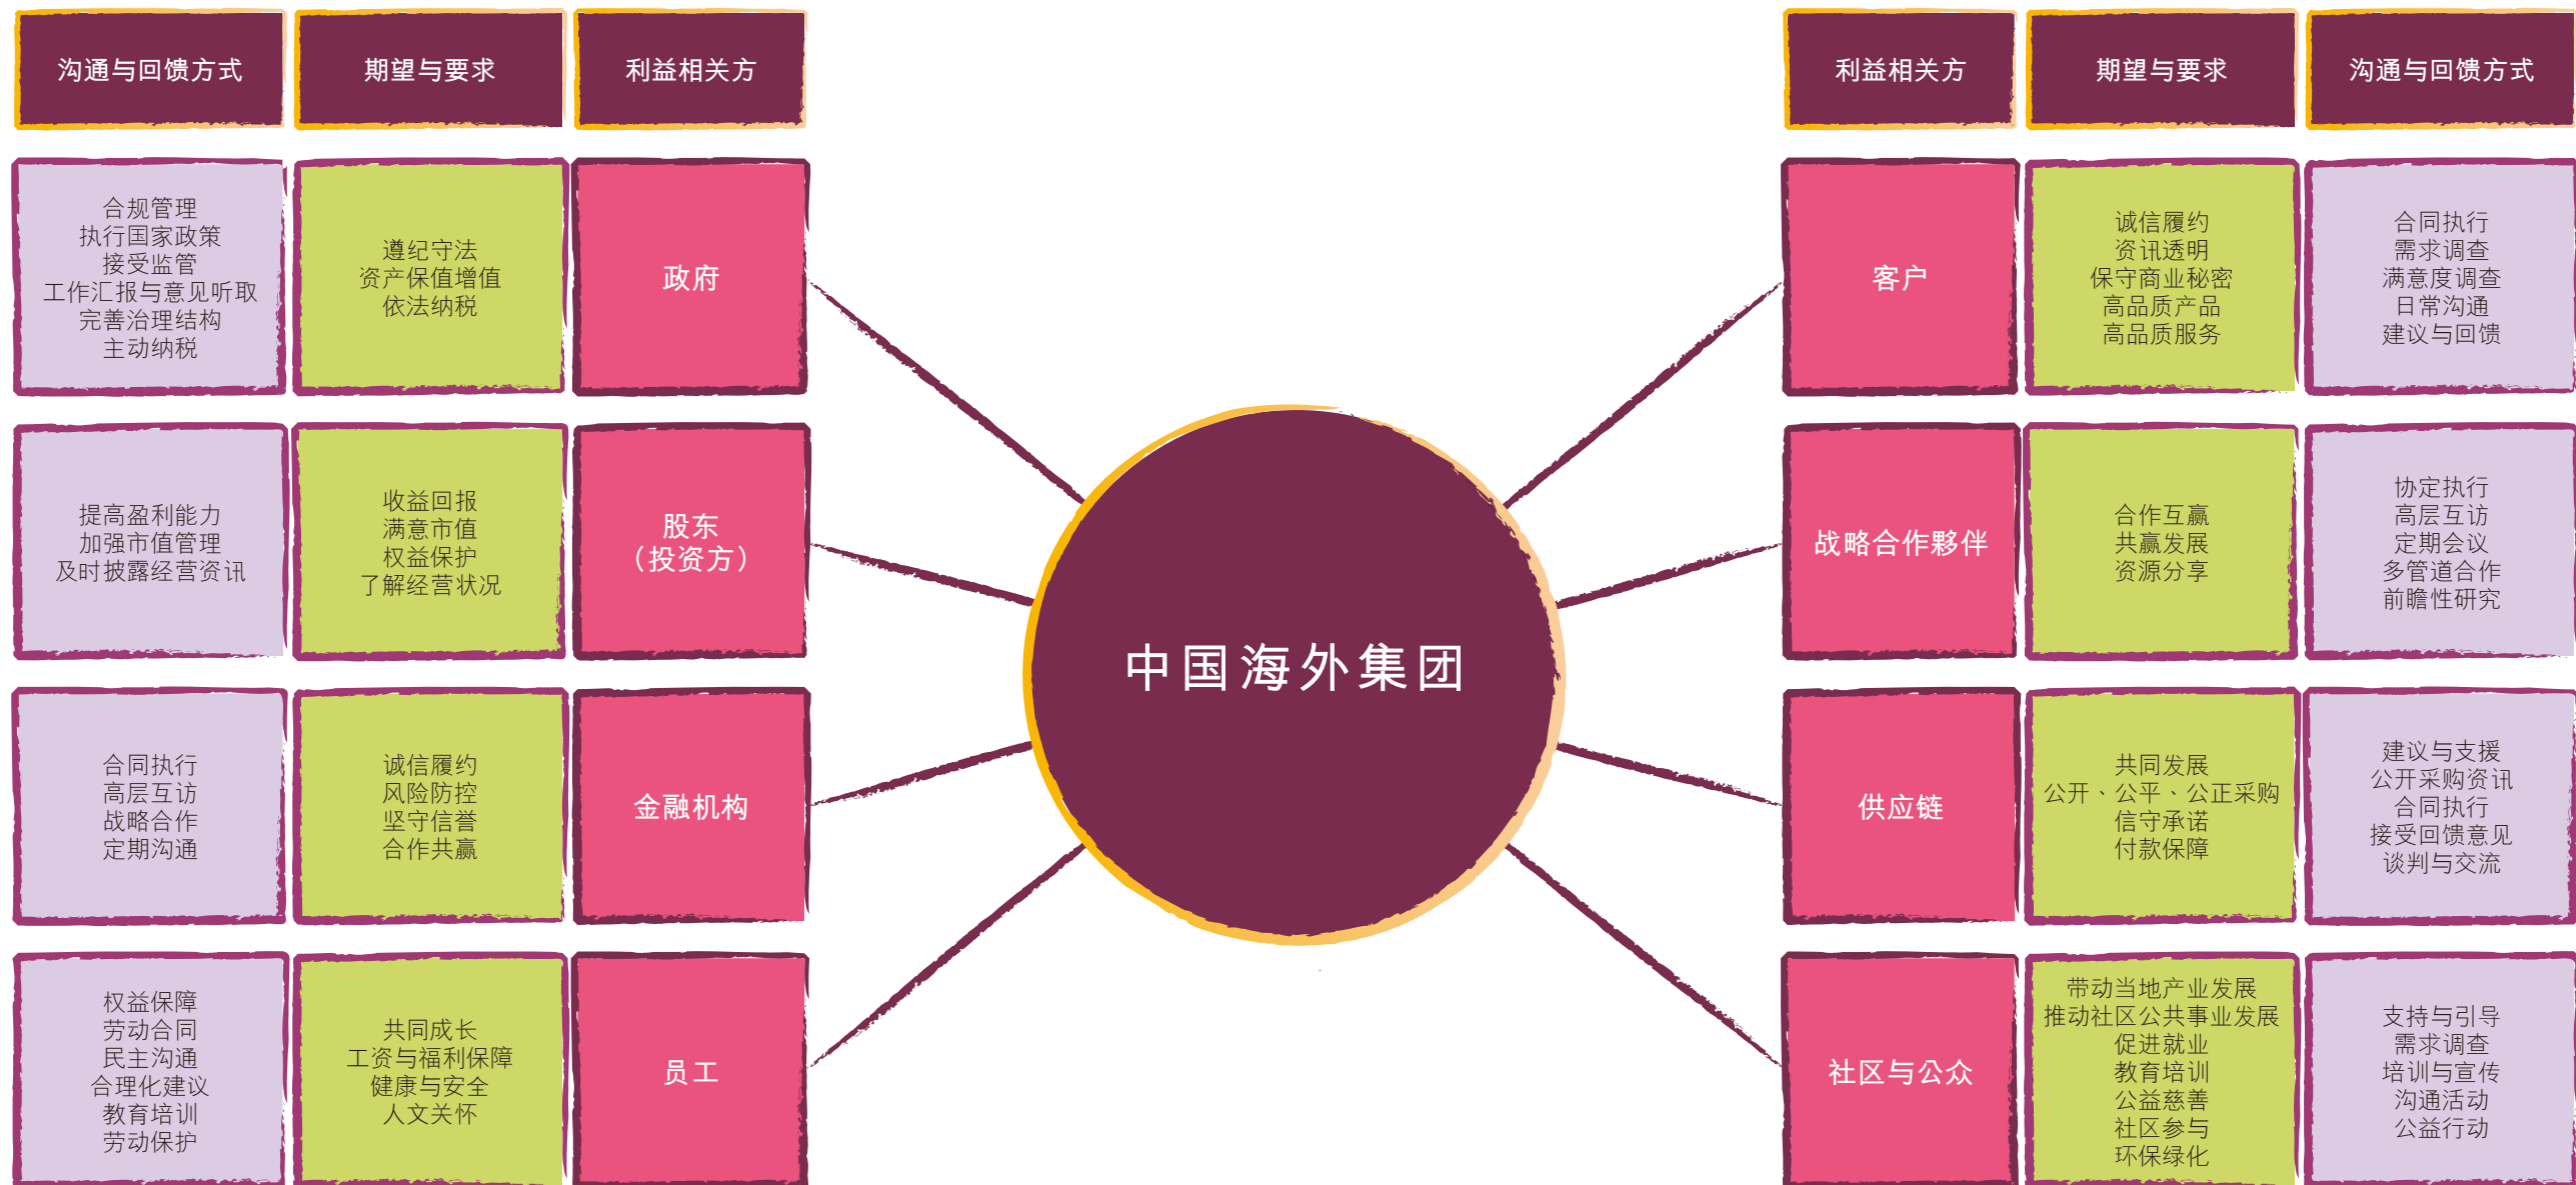 沟通与回馈方式
期望与要求
利益相关方
合规管理
执行国家政策
接受监管
工作汇报与意见听取
完善治理结构
主动纳税
遵纪守法
资产保值增值
依法纳税
政府
提高盈利能力
加强市值管理
及时披露经营资讯
收益回报
满意市值
权益保护
了解经营状况
股东
（投资方）
合同执行
高层互访
战略合作
定期沟通
诚信履约
风险防控
坚守信誉
合作共赢
金融机构
权益保障
劳动合同
民主沟通
合理化建议
教育培训
劳动保护
共同成长
工资与福利保障
健康与安全
人文关怀
员工
中国海外集团
利益相关方
期望与要求
沟通与回馈方式
客户
诚信履约
资讯透明
保守商业秘密
高品质产品
高品质服务
合同执行
需求调查
满意度调查
日常沟通
建议与回馈
战略合作夥伴
合作互赢
共赢发展
资源分享
协定执行
高层互访
定期会议
多管道合作
前瞻性研究
供应链
共同发展
公开、公平、公正采购
信守承诺
付款保障
建议与支援
公开采购资讯
合同执行
接受回馈意见
谈判与交流
社区与公众
带动当地产业发展
推动社区公共事业发展
促进就业
教育培训
公益慈善
社区参与
环保绿化
支持与引导
需求调查
培训与宣传
沟通活动
公益行动